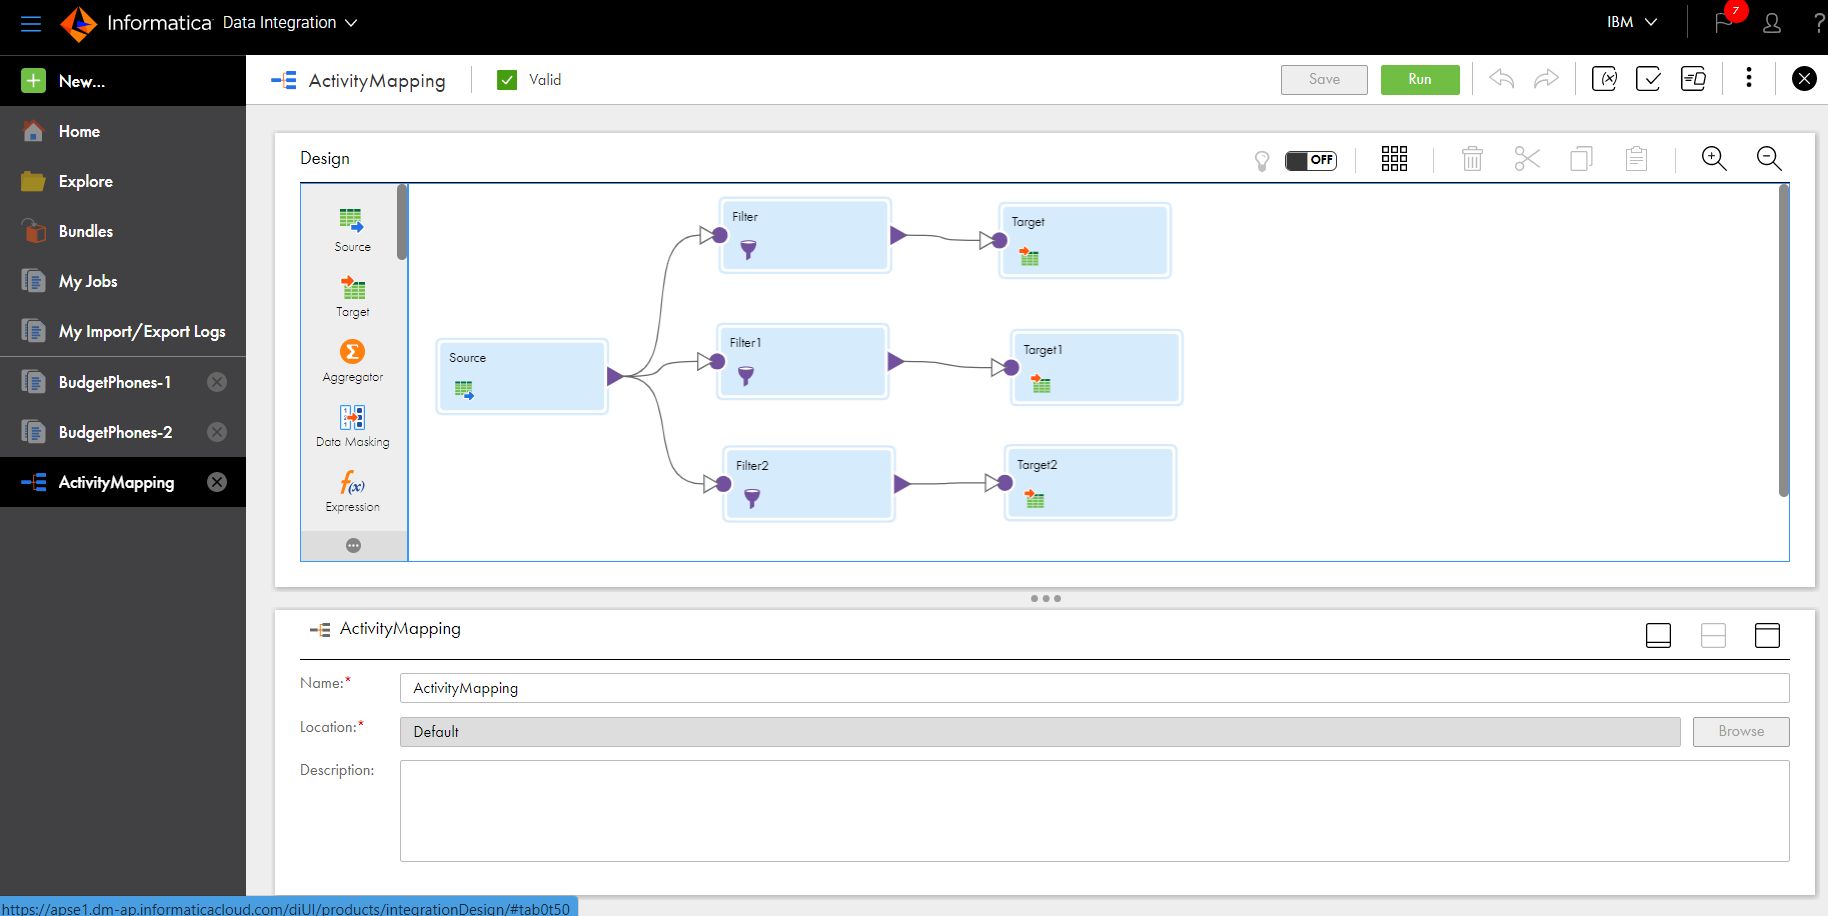 Informatica Data Integration
IBM
7
?
New...
Home
Explore
Bundles
My Jobs
My Import/Export Logs
BudgetPhones-1
BudgetPhones-2
ActivityMapping
ActivityMapping
Valid
Save
Run
(x)
Design
OFF
Source
Target
Σ
Aggregator
Data Masking
f(x)
Expression
Source
Filter
Target
Filter1
Target1
Filter2
Target2
ActivityMapping
Name:*
ActivityMapping
Location:*
Default
Browse
Description:
https://apse1.dm-ap.informaticacloud.com/diUI/products/integrationDesign/#tab0t50